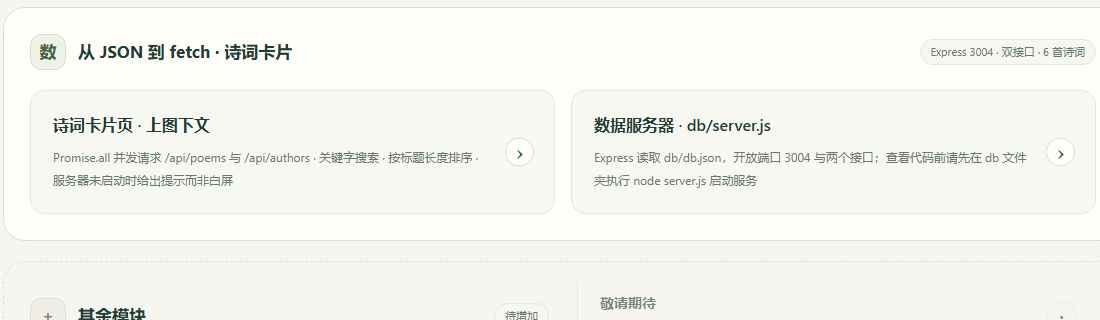 数
从 JSON 到 fetch · 诗词卡片
Express 3004 · 双接口 · 6 首诗词
诗词卡片页 · 上图下文
Promise.all 并发请求 /api/poems 与 /api/authors · 关键字搜索 · 按标题长度排序 ·
服务器未启动时给出提示而非白屏
›
数据服务器 · db/server.js
Express 读取 db/db.json，开放端口 3004 与两个接口；查看代码前请先在 db 文件
夹执行 node server.js 启动服务
›
+
基金模块
待增加
敬请期待